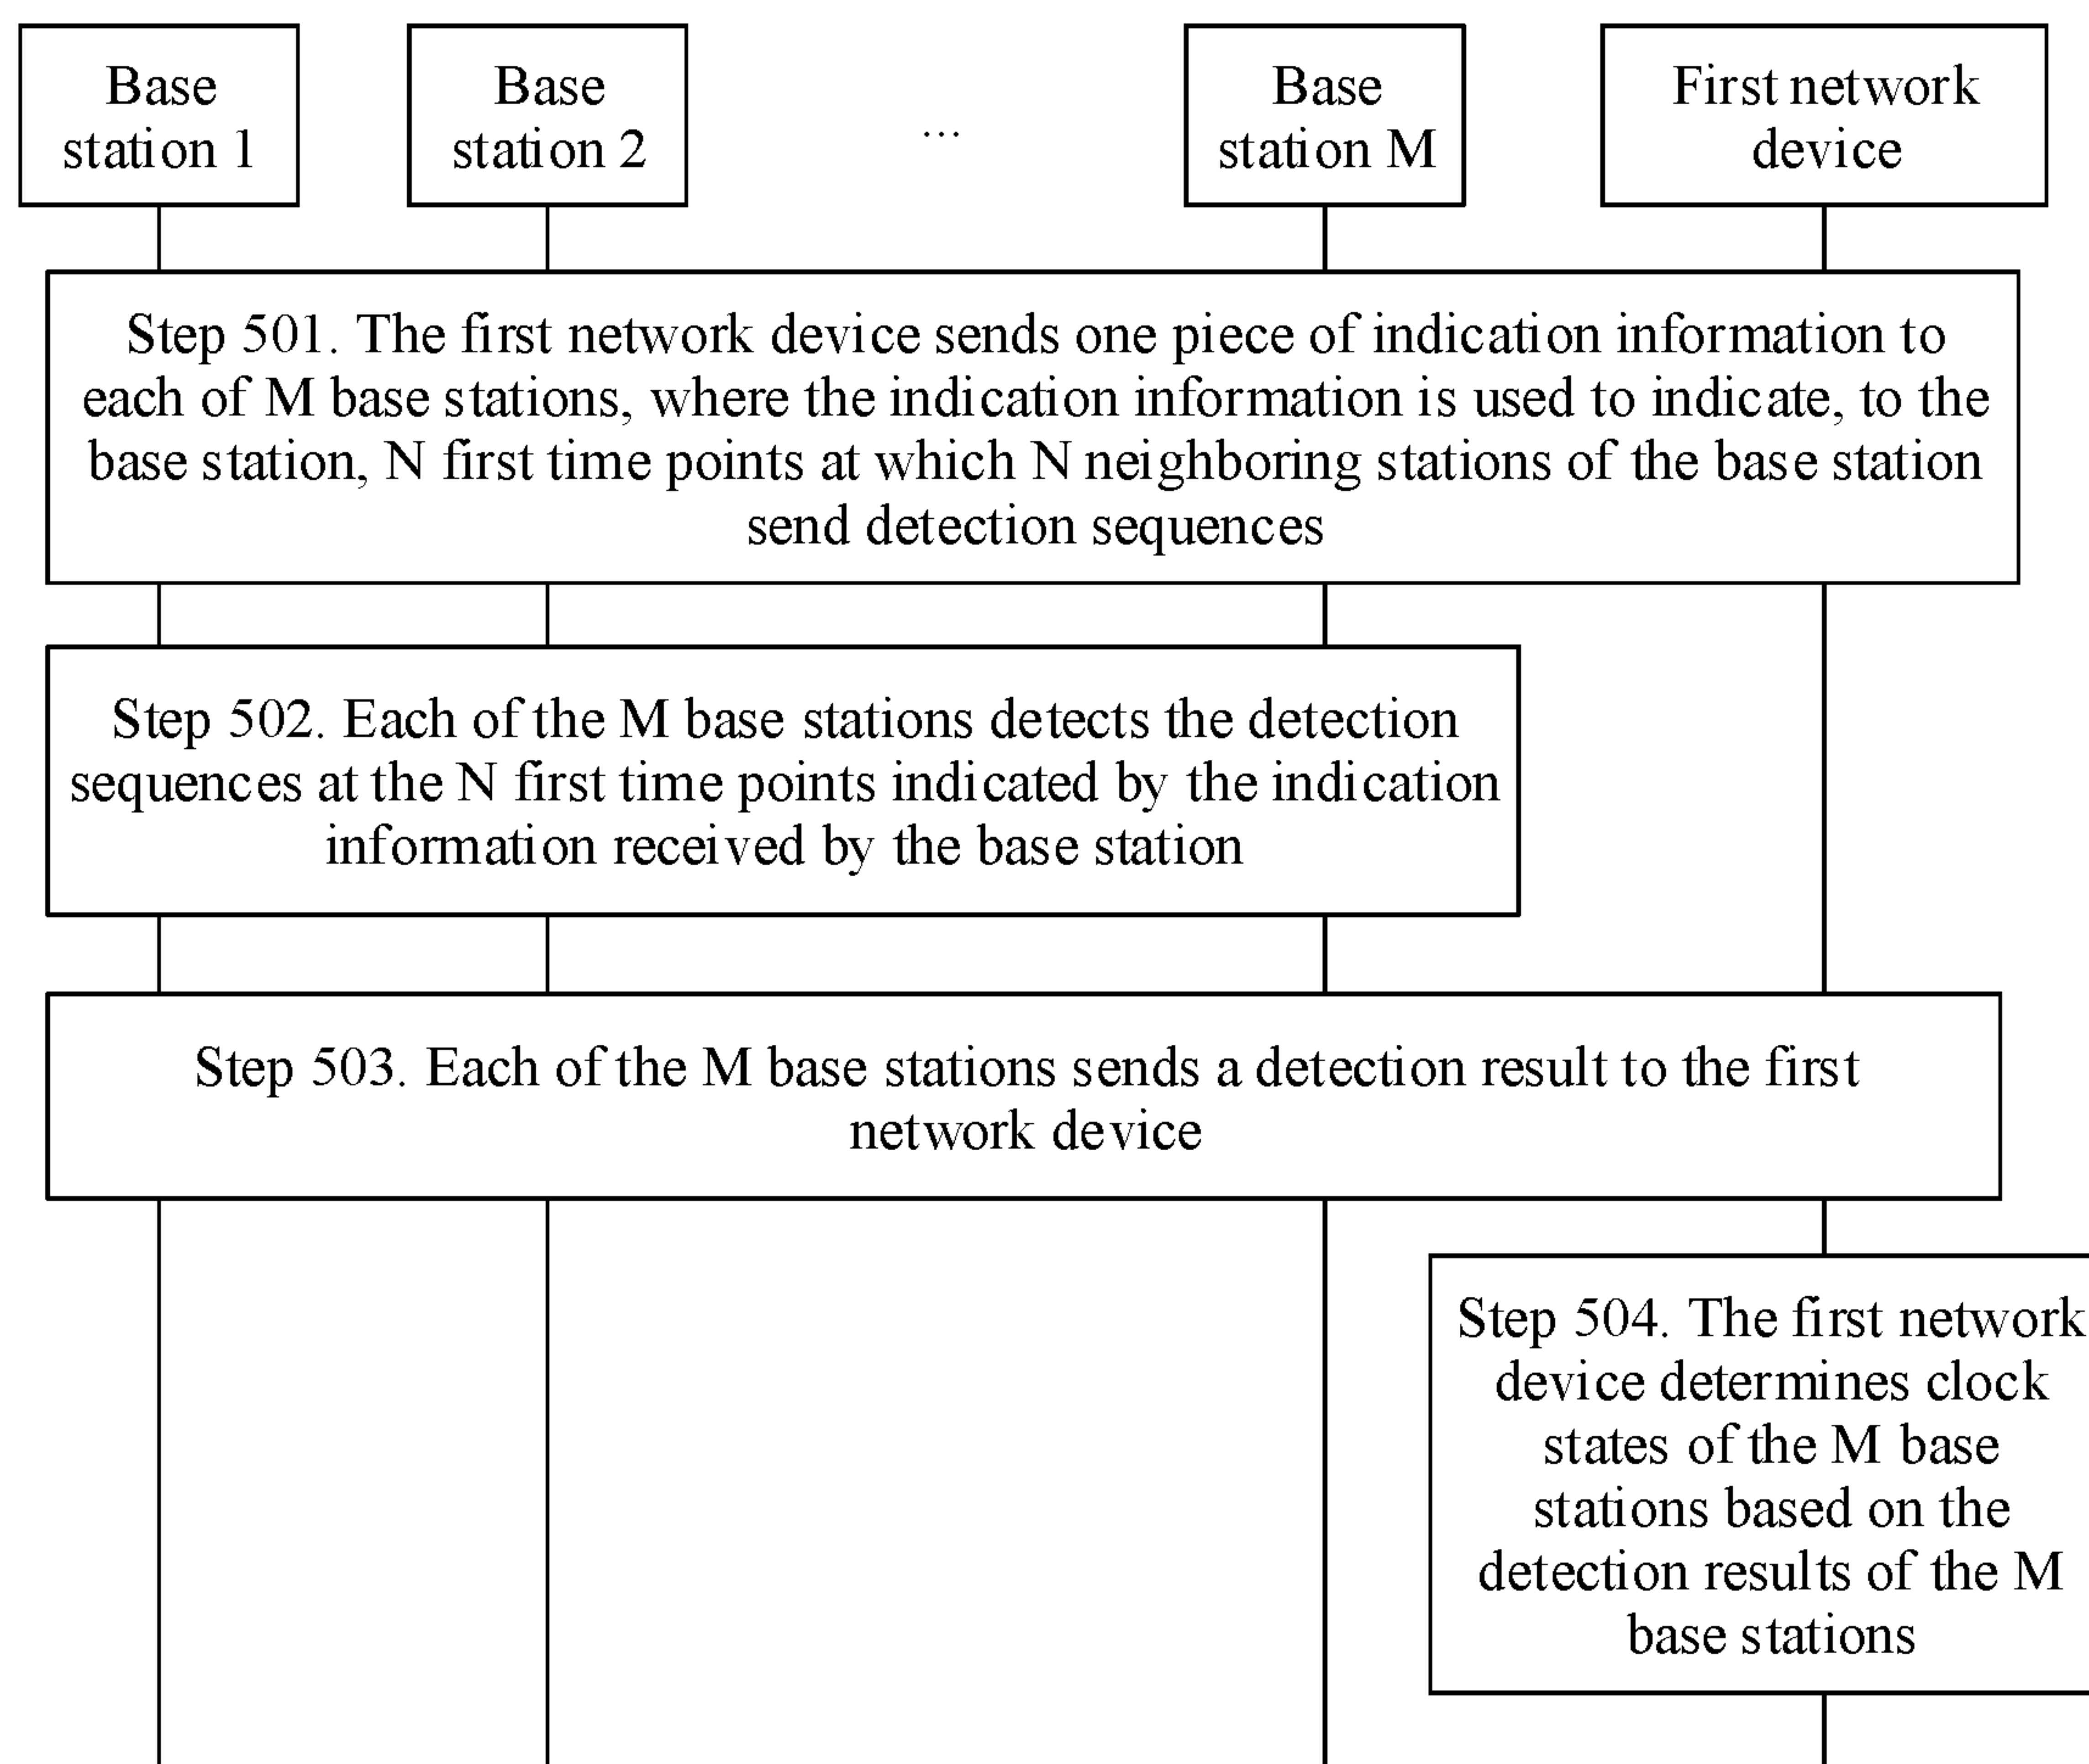 Base
station 1
Base
station 2
...
Base
station M
First network
device
Step 501. The first network device sends one piece of indication information to
each of M base stations, where the indication information is used to indicate, to the
base station, N first time points at which N neighboring stations of the base station
send detection sequences
Step 502. Each of the M base stations detects the detection
sequences at the N first time points indicated by the indication
information received by the base station
Step 503. Each of the M base stations sends a detection result to the first
network device
Step 504. The first network
device determines clock
states of the M base
stations based on the
detection results of the M
base stations